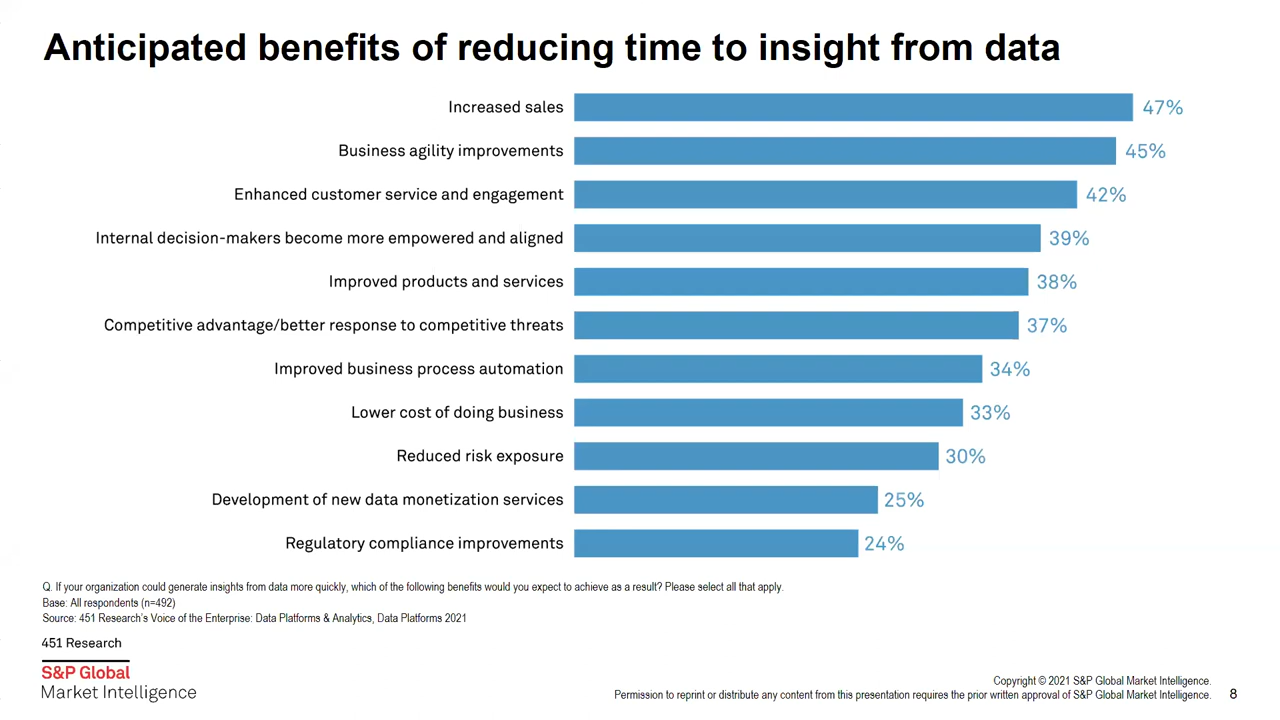 Anticipated benefits of reducing time to insight from data
Increased sales 47%
Business agility improvements 45%
Enhanced customer service and engagement 42%
Internal decision-makers become more empowered and aligned 39%
Improved products and services 38%
Competitive advantage/better response to competitive threats 37%
Improved business process automation 34%
Lower cost of doing business 33%
Reduced risk exposure 30%
Development of new data monetization services 25%
Regulatory compliance improvements 24%
Q. If your organization could generate insights from data more quickly, which of the following benefits would you expect to achieve as a result? Please select all that apply.
Base: All respondents (n=492)
Source: 451 Research's Voice of the Enterprise: Data Platforms & Analytics, Data Platforms 2021
451 Research
S&P Global
Market Intelligence
Copyright © 2021 S&P Global Market Intelligence.
Permission to reprint or distribute any content from this presentation requires the prior written approval of S&P Global Market Intelligence. 8